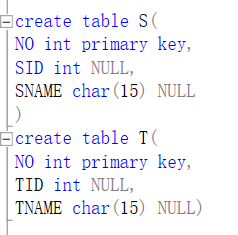 create table S(
NO int primary key,
SID int NULL,
SNAME char(15) NULL
)
create table T(
NO int primary key,
TID int NULL,
TNAME char(15) NULL)